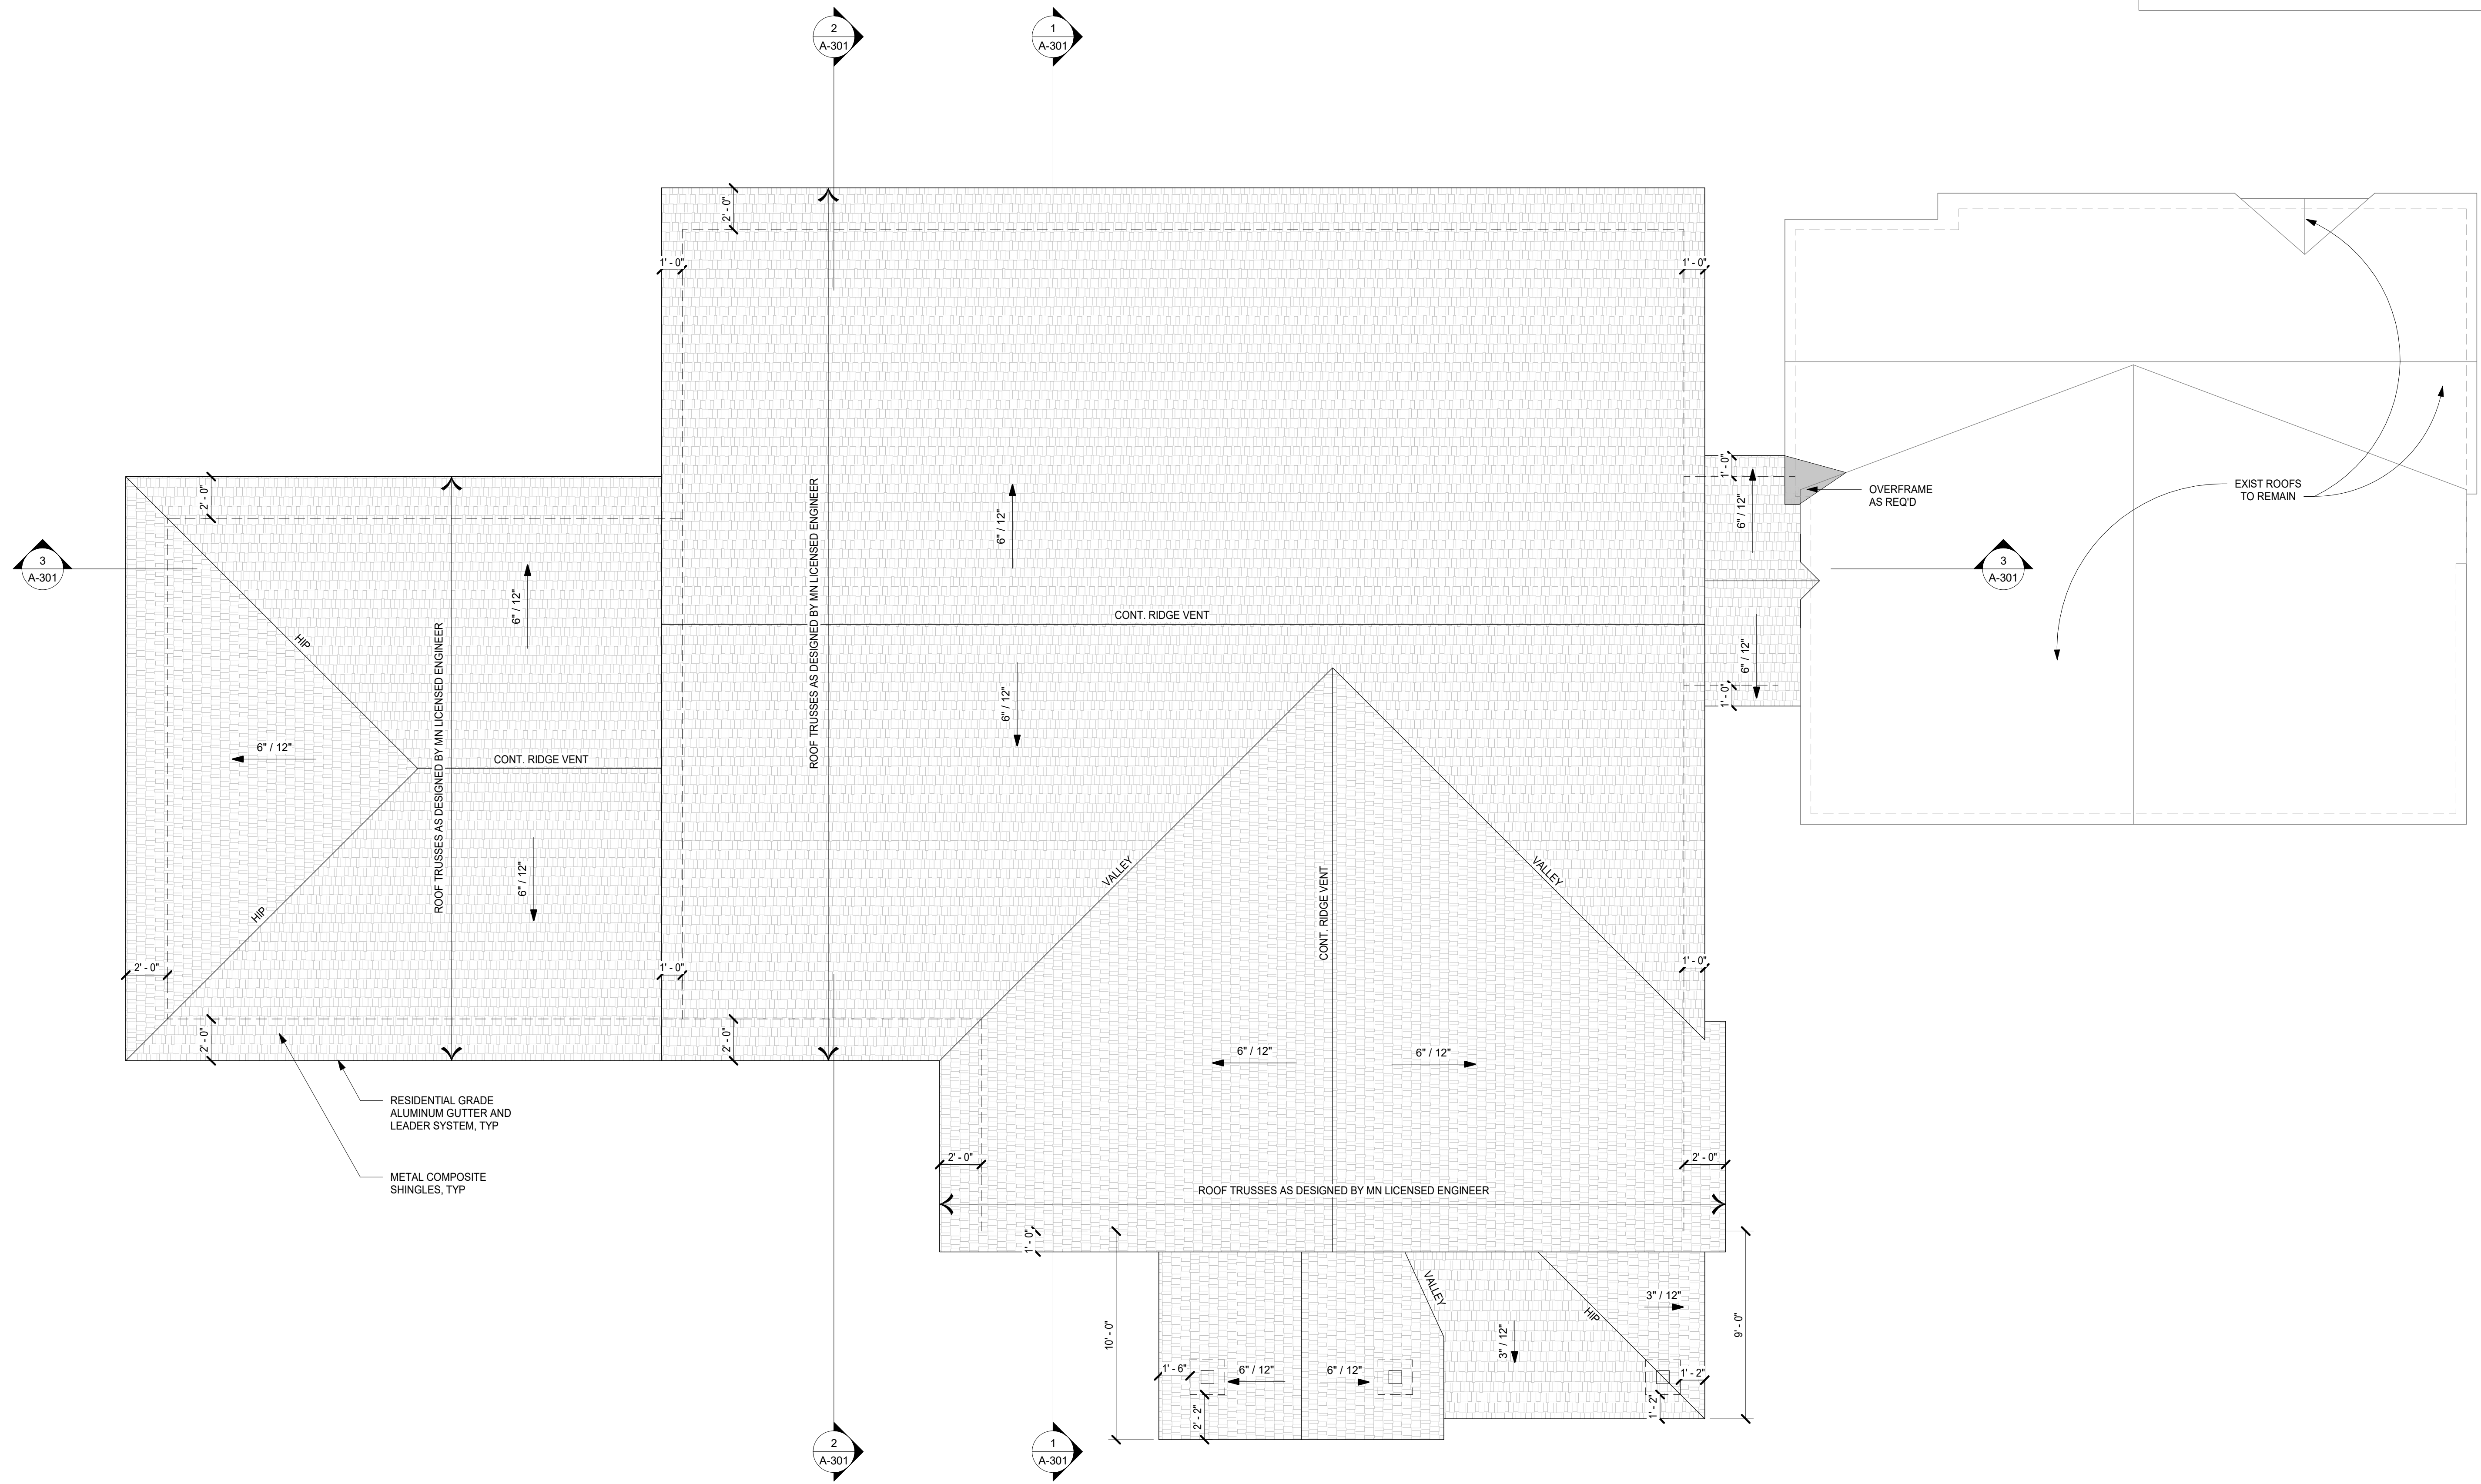 2
A-301
1
A-301
2' - 0"
1' - 0"
1' - 0"
1' - 0"
6" / 12"
OVERFRAME
AS REQ'D
EXIST ROOFS
TO REMAIN
2' - 0"
ROOF TRUSSES AS DESIGNED BY MN LICENSED ENGINEER
6" / 12"
3
A-301
3
A-301
6" / 12"
HIP
ROOF TRUSSES AS DESIGNED BY MN LICENSED ENGINEER
CONT. RIDGE VENT
6" / 12"
1' - 0"
6" / 12"
6" / 12"
CONT. RIDGE VENT
6" / 12"
HIP
VALLEY
VALLEY
CONT. RIDGE VENT
2' - 0"
1' - 0"
1' - 0"
2' - 0"
2' - 0"
6" / 12"
6" / 12"
RESIDENTIAL GRADE
ALUMINUM GUTTER AND
LEADER SYSTEM, TYP
METAL COMPOSITE
SHINGLES, TYP
2' - 0"
2' - 0"
ROOF TRUSSES AS DESIGNED BY MN LICENSED ENGINEER
1' - 0"
VALLEY
3" / 12"
HIP
10' - 0"
9' - 0"
3" / 12"
1' - 6"
6" / 12"
6" / 12"
1' - 2"
2' - 2"
1' - 2"
2
A-301
1
A-301